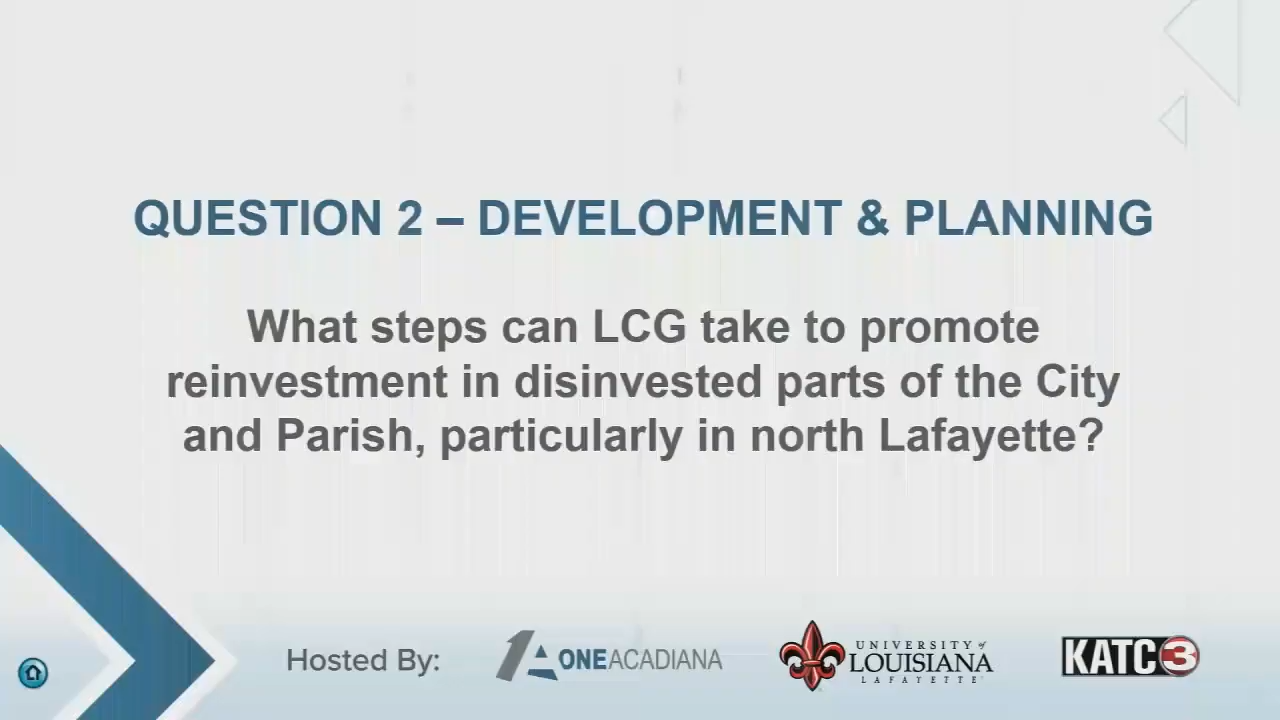 QUESTION 2 – DEVELOPMENT & PLANNING
What steps can LCG take to promote
reinvestment in disinvested parts of the City
and Parish, particularly in north Lafayette?
Hosted By:
1A ONEACADIANA
UNIVERSITY of
LOUISIANA
LAFAYETTE
KATC3